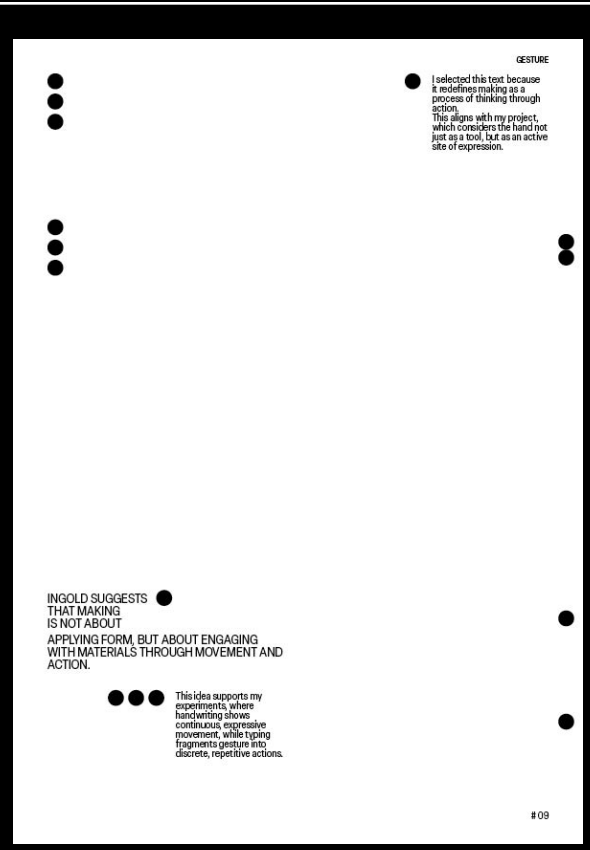 GESTURE
I selected this text because
it redefines making as a
process of thinking through
action.
This aligns with my project,
which considers the hand not
just as a tool, but as an active
site of expression.
INGOLD SUGGESTS
THAT MAKING
IS NOT ABOUT
APPLYING FORM, BUT ABOUT ENGAGING
WITH MATERIALS THROUGH MOVEMENT AND
ACTION.
This idea supports my
experiments, where
handwriting shows
continuous, expressive
movement, while typing
fragments gesture into
discrete, repetitive actions.
# 09